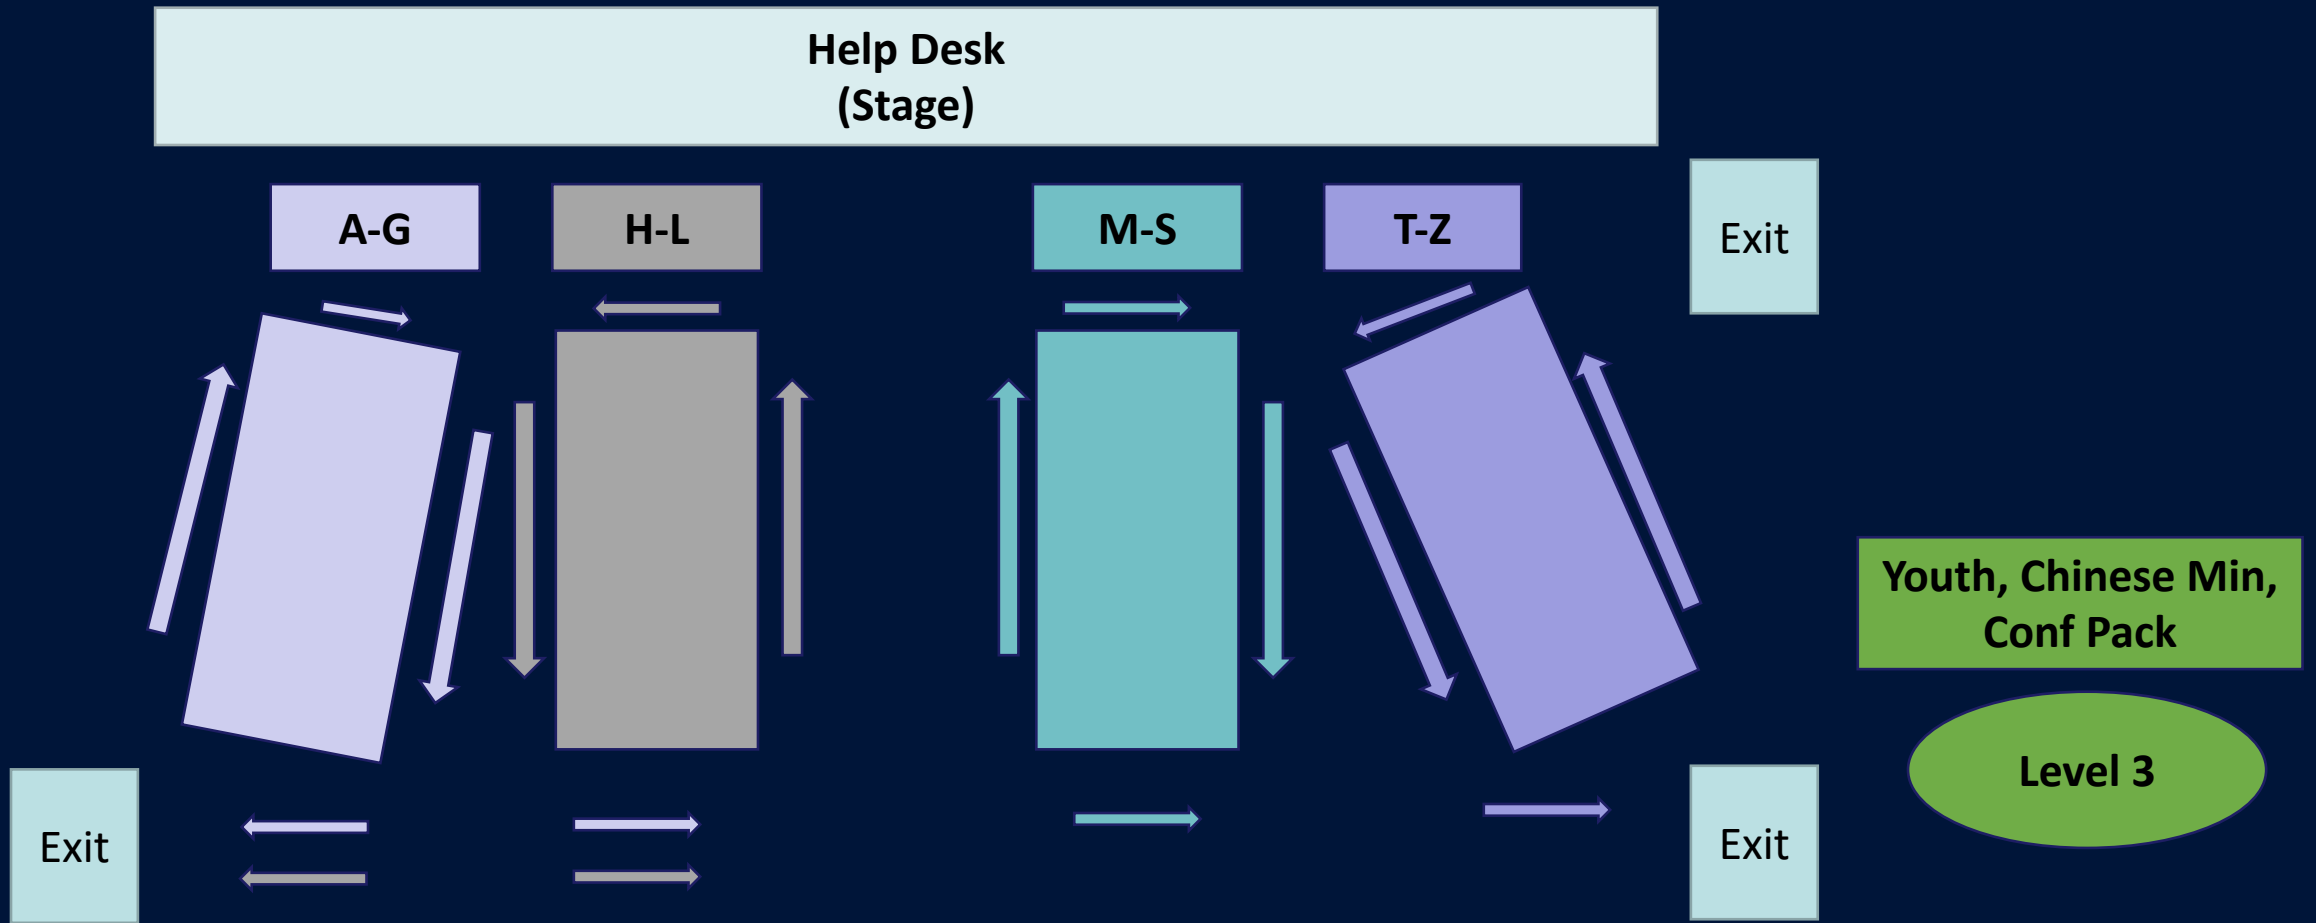 Help Desk
(Stage)
A-G
H-L
M-S
T-Z
Exit
Youth, Chinese Min,
Conf Pack
Level 3
Exit
Exit